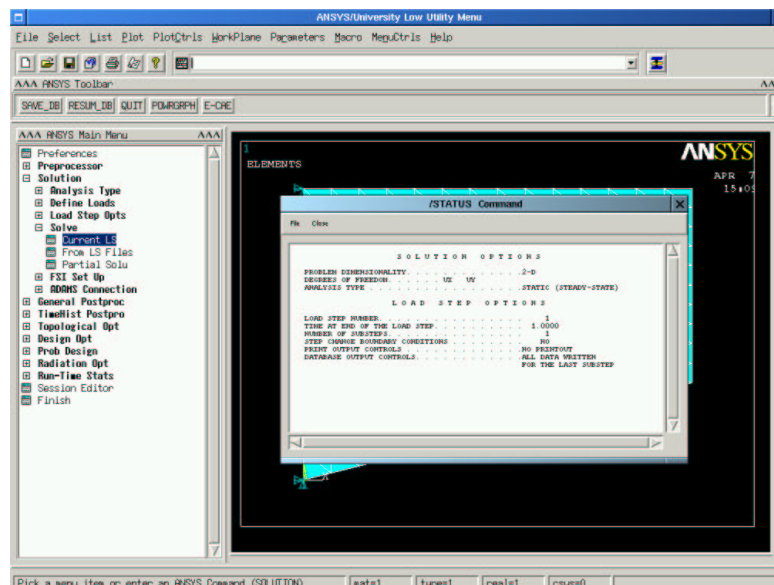 ANSYS/University Low Utility Menu
File Select List Plot PlotCtrls WorkPlane Parameters Macro MenuCtrls Help
ANSYS Toolbar
SAVE_DB RESUM_DB QUIT POWRGRPH E-CAE
ANSYS Main Menu
Preferences
Preprocessor
Solution
Analysis Type
Define Loads
Load Step Opts
Solve
Current LS
From LS Files
Partial Solu
FSI Set Up
ADAMS Connection
General Postproc
TimeHist Postpro
Topological Opt
Design Opt
Prob Design
Radiation Opt
Run-Time Stats
Session Editor
Finish
1
ELEMENTS
ANSYS
APR 7
/STATUS Command
File Close
SOLUTION OPTIONS
PROBLEM DIMENSIONALITY. . . . . . . . . . . . .2-D
DEGREES OF FREEDOM. . . . . . UX UY
ANALYSIS TYPE . . . . . . . . . . . . . . . . .STATIC (STEADY-STATE)
LOAD STEP OPTIONS
LOAD STEP NUMBER. . . . . . . . . . . . . . . . 1
TIME AT END OF THE LOAD STEP. . . . . . . . . . 1.0000
NUMBER OF SUBSTEPS. . . . . . . . . . . . . . . 1
STEP CHANGE BOUNDARY CONDITIONS . . . . . . . . NO
PRINT OUTPUT CONTROLS . . . . . . . . . . . . .NO PRINTOUT
DATABASE OUTPUT CONTROLS. . . . . . . . . . . .ALL DATA WRITTEN
FOR THE LAST SUBSTEP
Pick a menu item or enter an ANSYS Command (SOLUTION) mat=1 type=1 real=1 csys=0